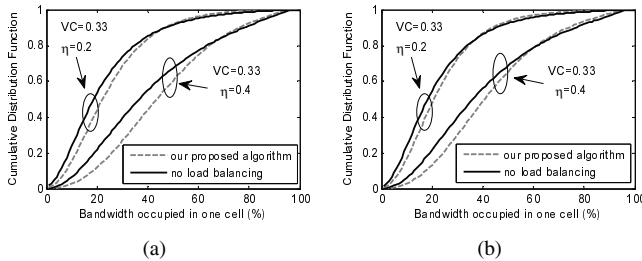 Cumulative Distribution Function
1
0.8
0.6
0.4
0.2
0
VC=0.33
η=0.2
VC=0.33
η=0.4
our proposed algorithm
no load balancing
0 20 40 60 80 100
Bandwidth occupied in one cell (%)
(a)
Cumulative Distribution Function
1
0.8
0.6
0.4
0.2
0
VC=0.33
η=0.2
VC=0.33
η=0.4
our proposed algorithm
no load balancing
0 20 40 60 80 100
Bandwidth occupied in one cell (%)
(b)